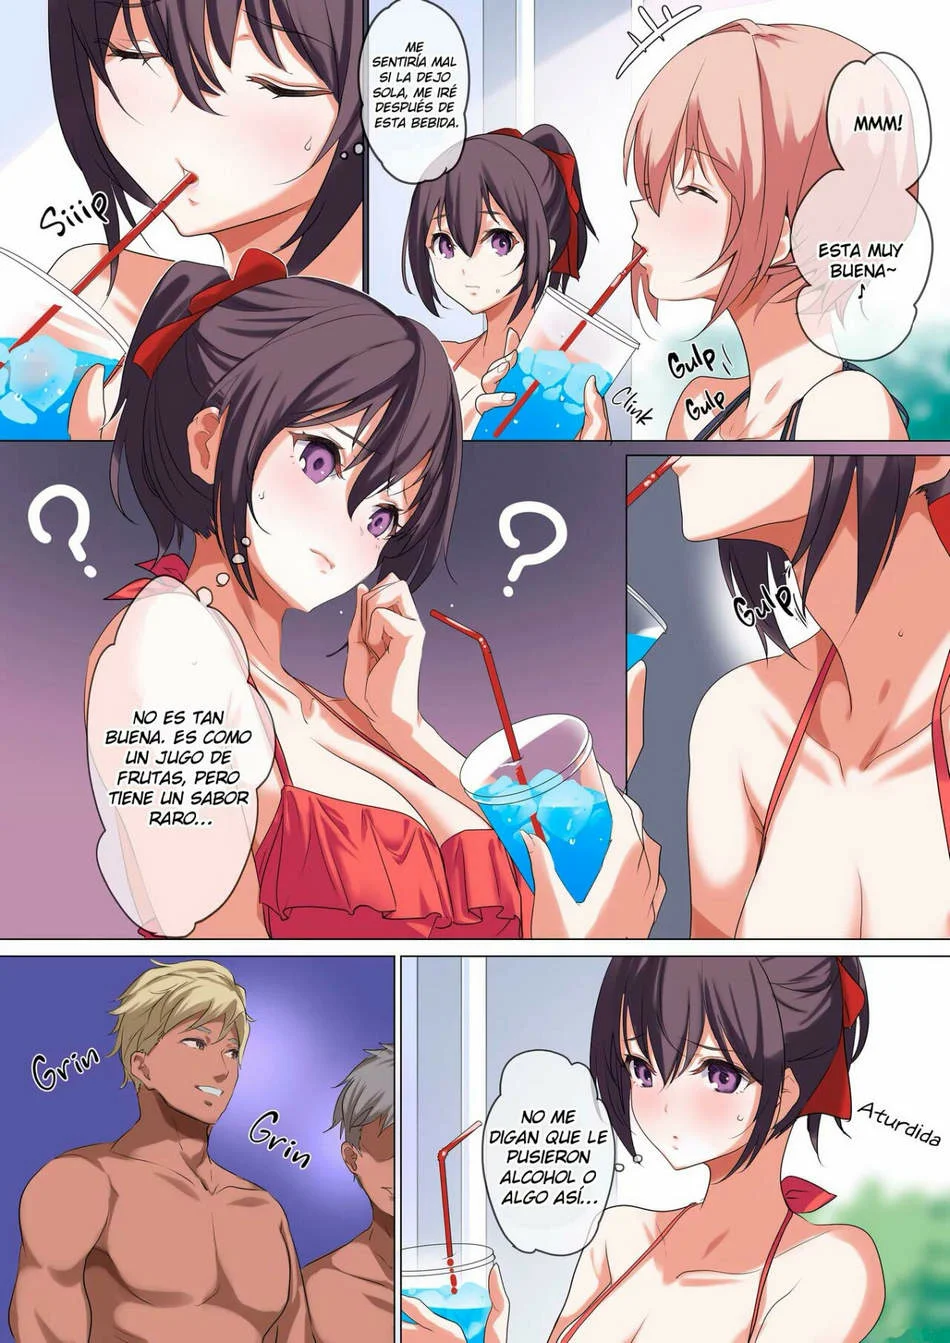 ME
SENTIRÍA MAL
SI LA DEJO
SOLA, ME IRÉ
DESPUÉS DE
ESTA BEBIDA.
MMM!
ESTA MUY
BUENA~
♪
Siiip
Gulp
Gulp
Clink
?
?
NO ES TAN
BUENA. ES COMO
UN JUGO DE
FRUTAS, PERO
TIENE UN SABOR
RARO...
Gulp
Grin
Grin
NO ME
DIGAN QUE LE
PUSIERON
ALCOHOL O
ALGO ASÍ...
Aturdida